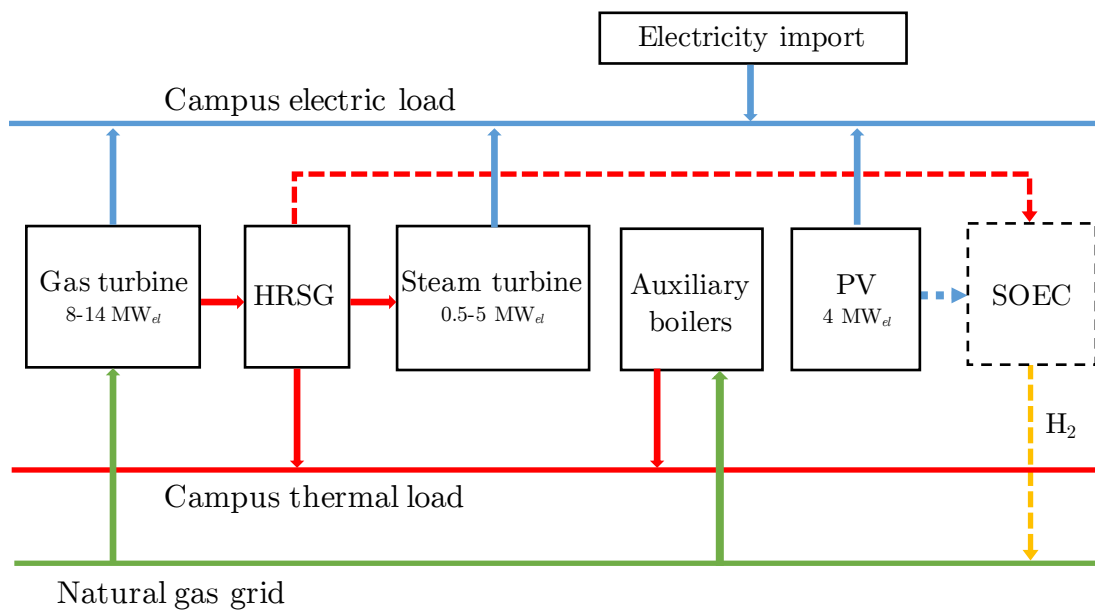 Electricity import
Campus electric load
Gas turbine
8-14 MWel
HRSG
Steam turbine
0.5-5 MWel
Auxiliary
boilers
PV
4 MWel
SOEC
H2
Campus thermal load
Natural gas grid